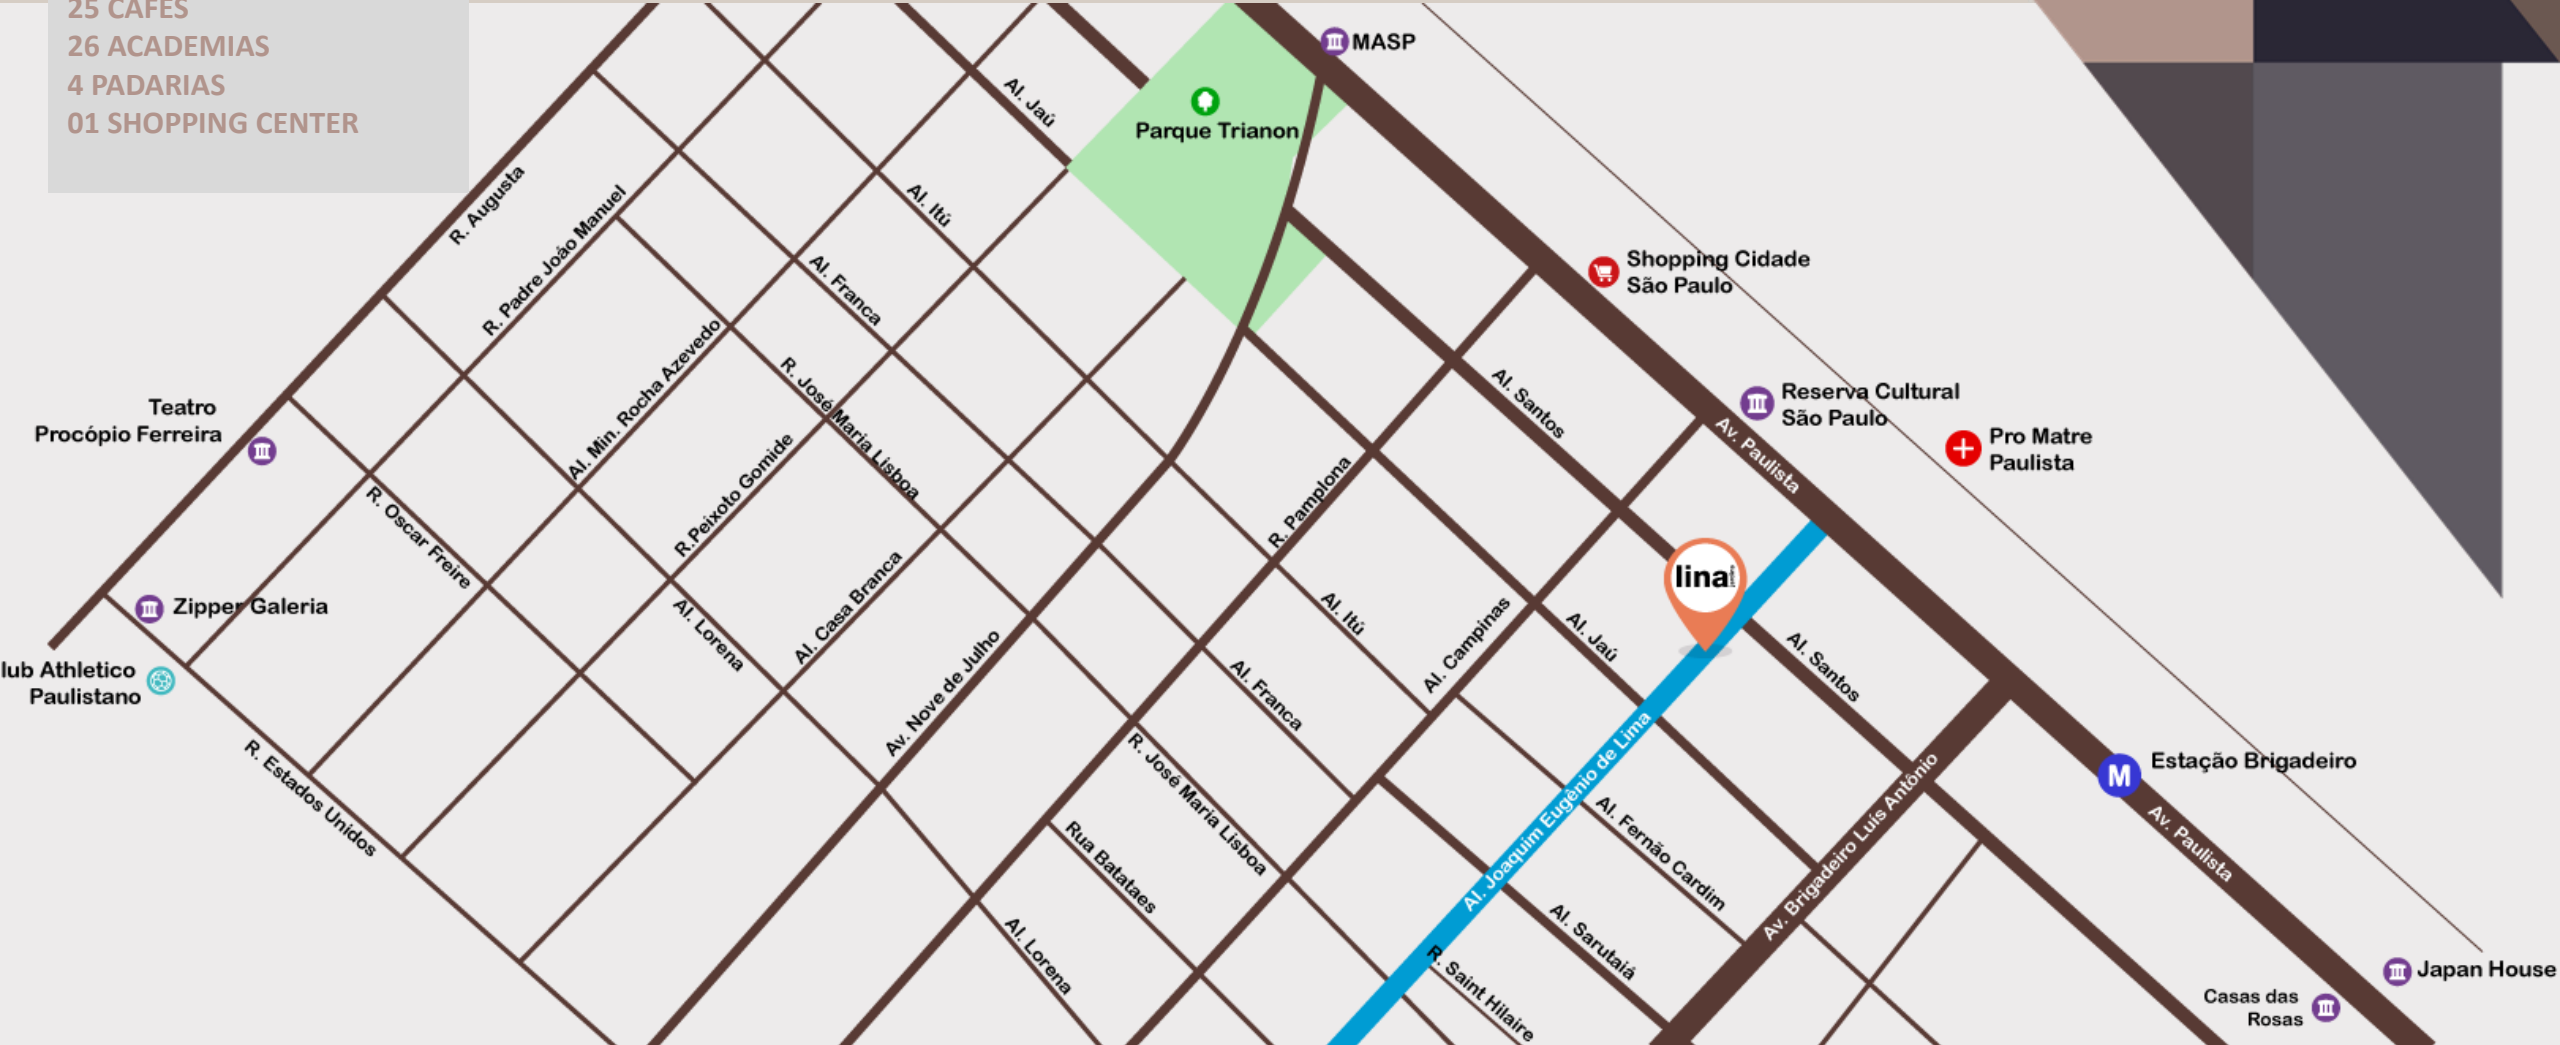 25 CAFÉS
26 ACADEMIAS
4 PADARIAS
01 SHOPPING CENTER
MASP
Al. Jaú
Parque Trianon
R. Augusta
R. Padre João Manuel
Al. Itú
Al. Franca
Shopping Cidade
São Paulo
Al. Min. Rocha Azevedo
R. José Maria Lisboa
Al. Santos
Reserva Cultural
São Paulo
Av. Paulista
Pro Matre
Paulista
Teatro
Procópio Ferreira
R. Oscar Freire
R.Peixoto Gomide
R. Pamplona
lina
Zipper Galeria
Al. Lorena
Al. Casa Branca
Al. Itú
Al. Campinas
Al. Jaú
Al. Santos
lub Athletico
Paulistano
Av. Nove de Julho
Al. Franca
R. Estados Unidos
R. José Maria Lisboa
Al. Joaquim Eugênio de Lima
Av. Brigadeiro Luís Antônio
M
Estação Brigadeiro
Av. Paulista
Rua Batataes
Al. Fernão Cardim
Al. Lorena
Al. Sarutaiá
R. Saint Hilaire
Japan House
Casas das
Rosas